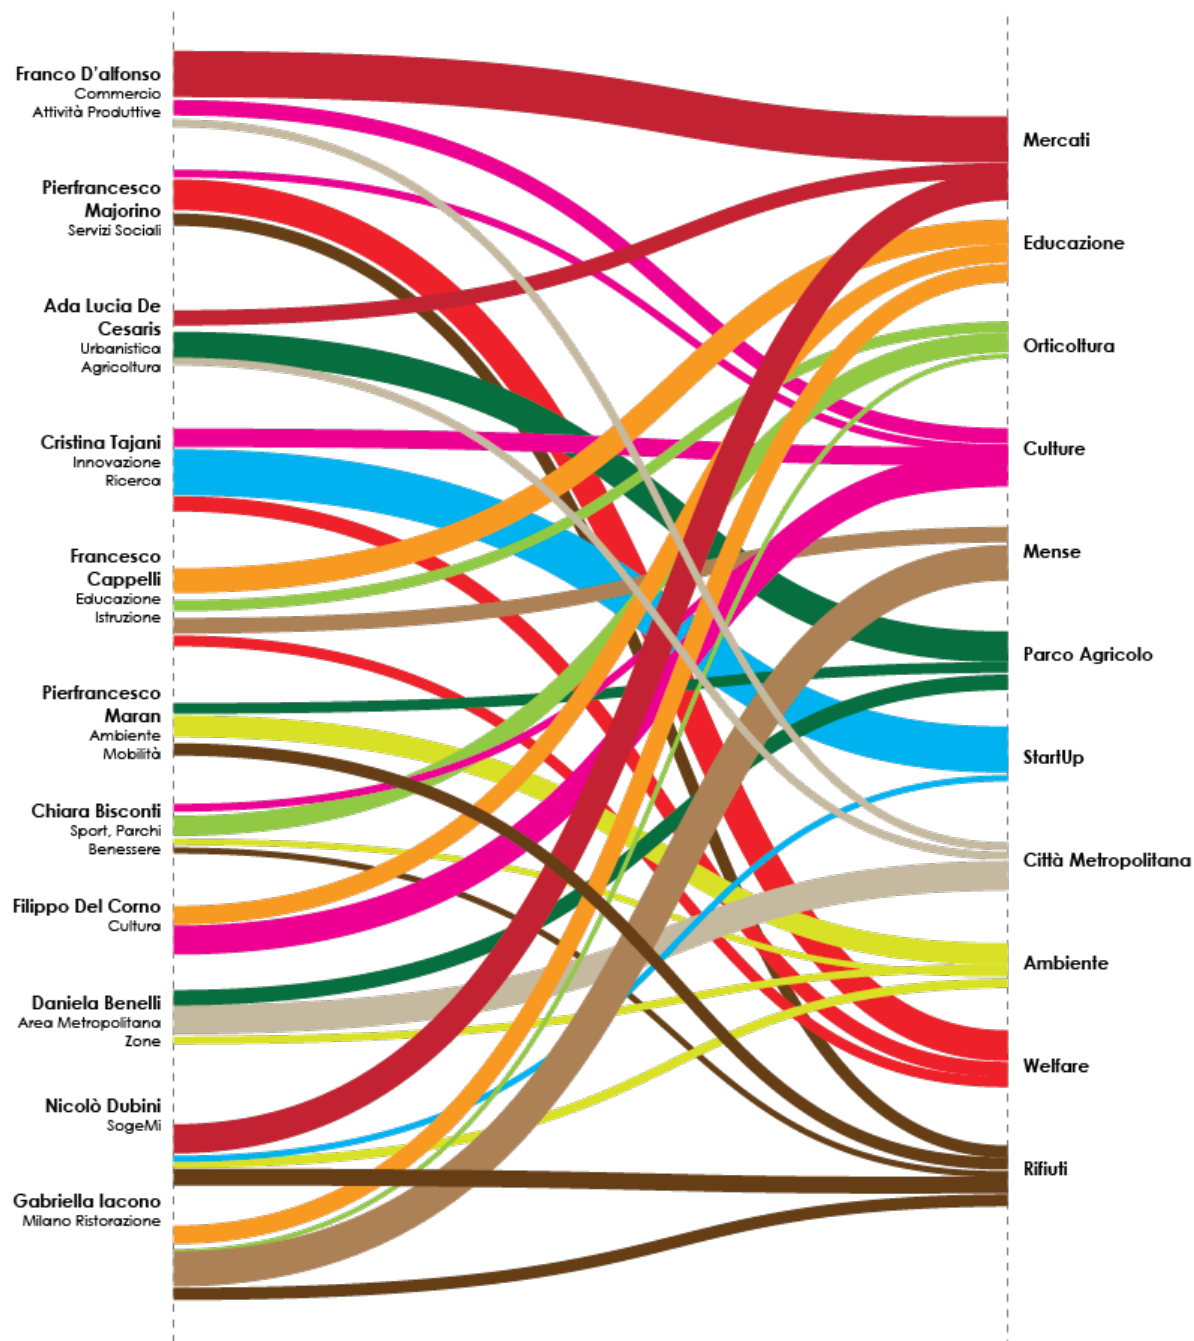 Franco D'alfonso
Commercio
Attività Produttive
Pierfrancesco
Majorino
Servizi Sociali
Ada Lucia De
Cesaris
Urbanistica
Agricoltura
Cristina Tajani
Innovazione
Ricerca
Francesco
Cappelli
Educazione
Istruzione
Pierfrancesco
Maran
Ambiente
Mobilità
Chiara Bisconti
Sport, Parchi
Benessere
Filippo Del Corno
Cultura
Daniela Benelli
Area Metropolitana
Zone
Nicolò Dubini
SogeMi
Gabriella Iacono
Milano Ristorazione
Mercati
Educazione
Orticoltura
Culture
Mense
Parco Agricolo
StartUp
Città Metropolitana
Ambiente
Welfare
Rifiuti